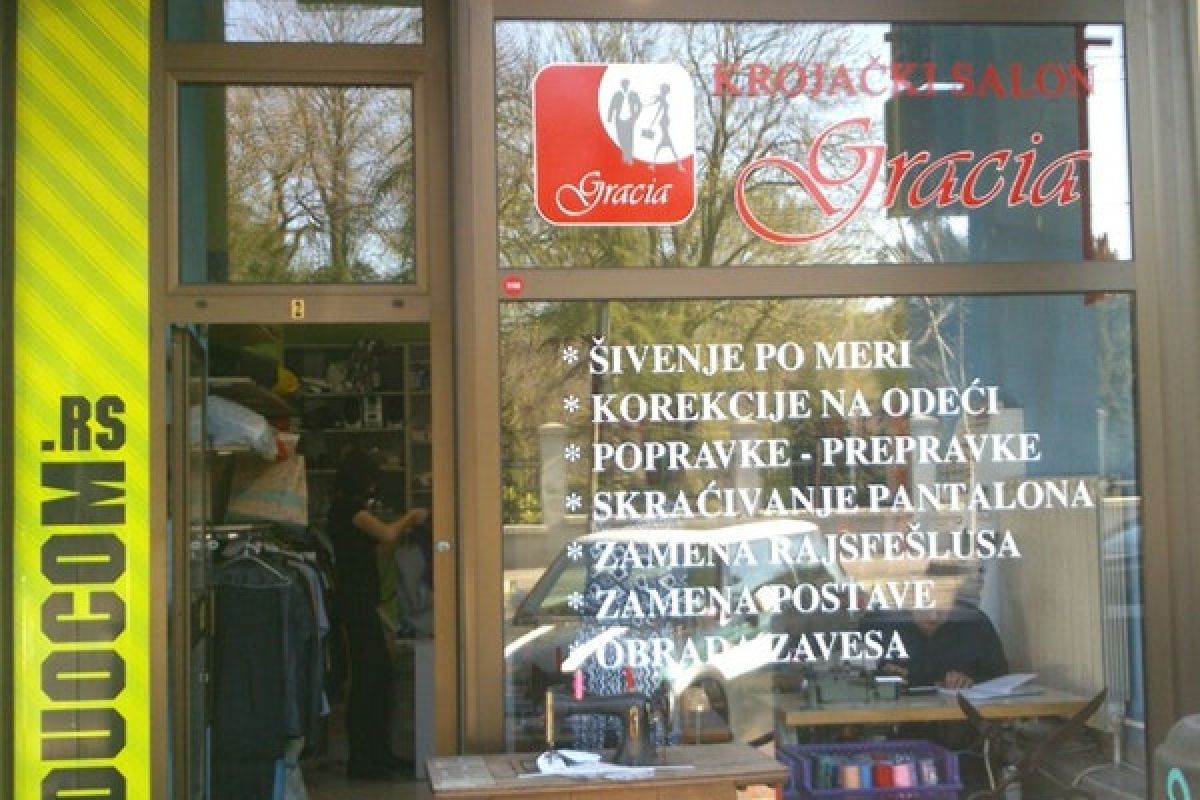 DUOCOM.RS
Gracia
KROJAČKI SALON
Gracia
* ŠIVENJE PO MERI
* KOREKCIJE NA ODEĆI
* POPRAVKE - PREPRAVKE
* SKRAĆIVANJE PANTALONA
* ZAMENA RAJSFEŠLUSA
* ZAMENA POSTAVE
* OBRADA ZAVESA